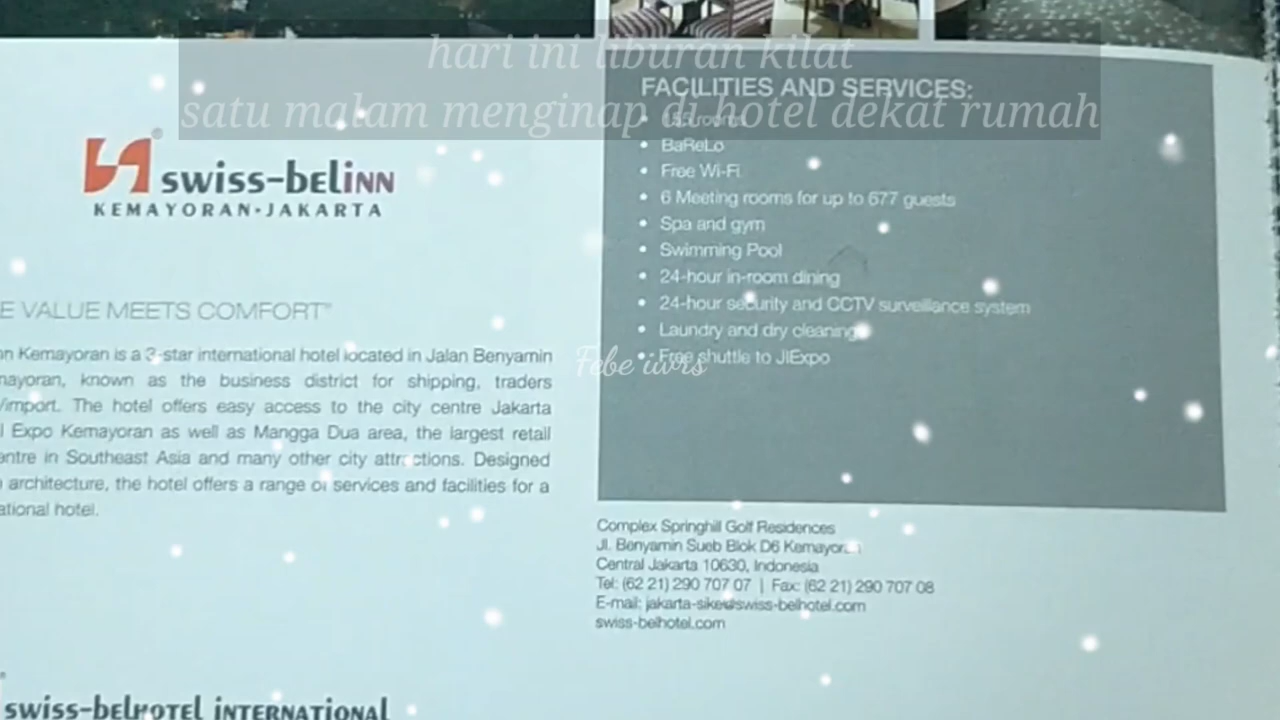 hari ini liburan kilat
satu malam menginap di hotel dekat rumah
swiss-belinn
KEMAYORAN-JAKARTA
E VALUE MEETS COMFORT
nn Kemayoran is a 3-star international hotel located in Jalan Benyamin
mayoran, known as the business district for shipping, traders
/import. The hotel offers easy access to the city centre Jakarta
l Expo Kemayoran as well as Mangga Dua area, the largest retail
entre in Southeast Asia and many other city attractions. Designed
architecture, the hotel offers a range of services and facilities for a
ational hotel.
FACILITIES AND SERVICES:
• rooms
• BaReLo
• Free Wi-Fi
• 6 Meeting rooms for up to 677 guests
• Spa and gym
• Swimming Pool
• 24-hour in-room dining
• 24-hour security and CCTV surveillance system
• Laundry and dry cleaning
• Free shuttle to JIExpo
Febe
Complex Springhill Golf Residences
Jl. Benyamin Sueb Blok D6 Kemayoran
Central Jakarta 10630, Indonesia
Tel: (62 21) 290 707 07 | Fax: (62 21) 290 707 08
E-mail: jakarta-sike@swiss-belhotel.com
swiss-belhotel.com
swiss-belhotel international